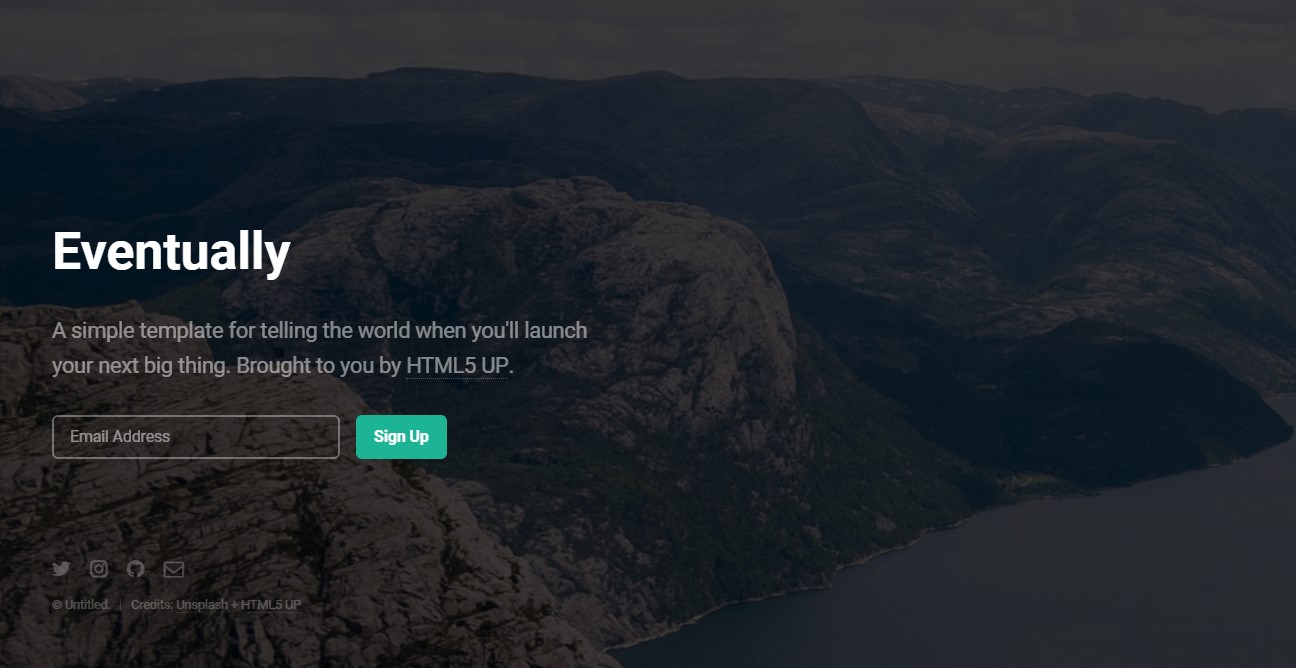 Eventually
A simple template for telling the world when you'll launch
your next big thing. Brought to you by HTML5 UP.
Email Address
Sign Up
© Untitled. | Credits: Unsplash + HTML5 UP